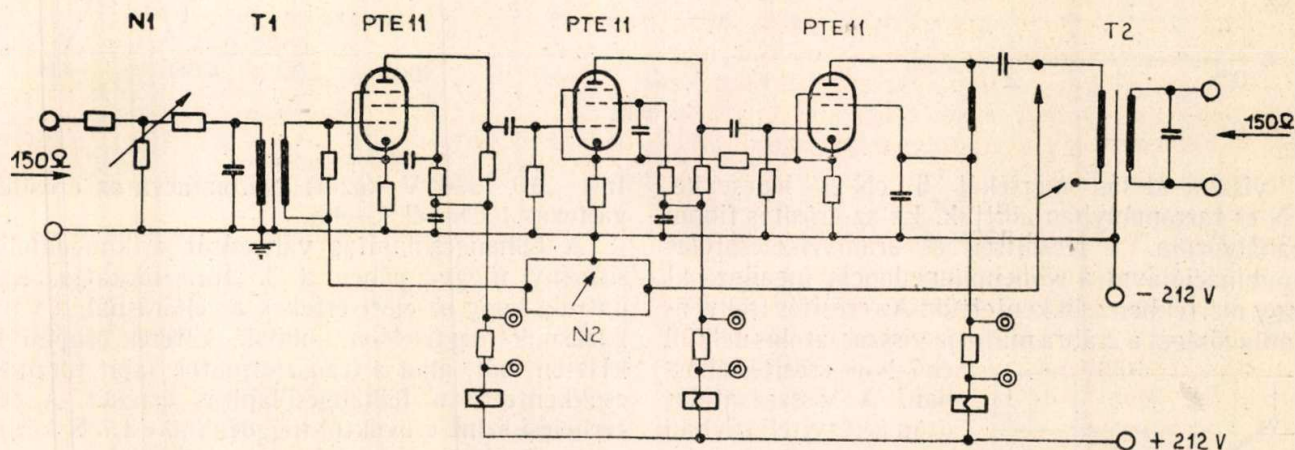 N1
T1
PTE 11
PTE 11
PTE11
T2
150Ω
150Ω
N2
− 212 V
+ 212 V